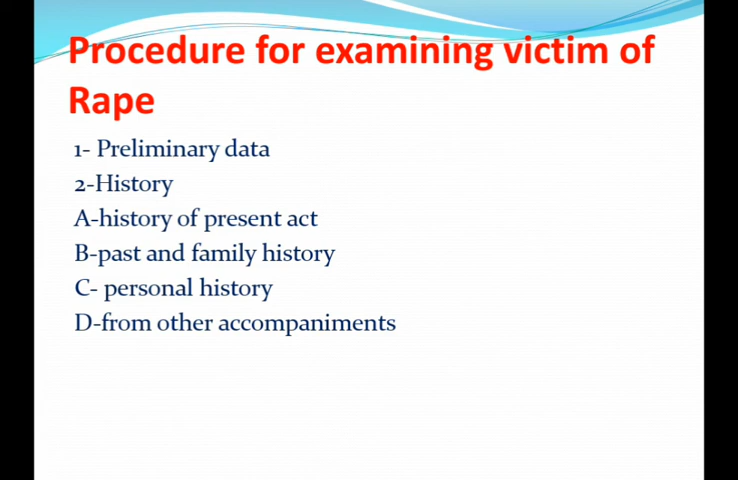 Procedure for examining victim of
Rape
1- Preliminary data
2-History
A-history of present act
B-past and family history
C- personal history
D-from other accompaniments